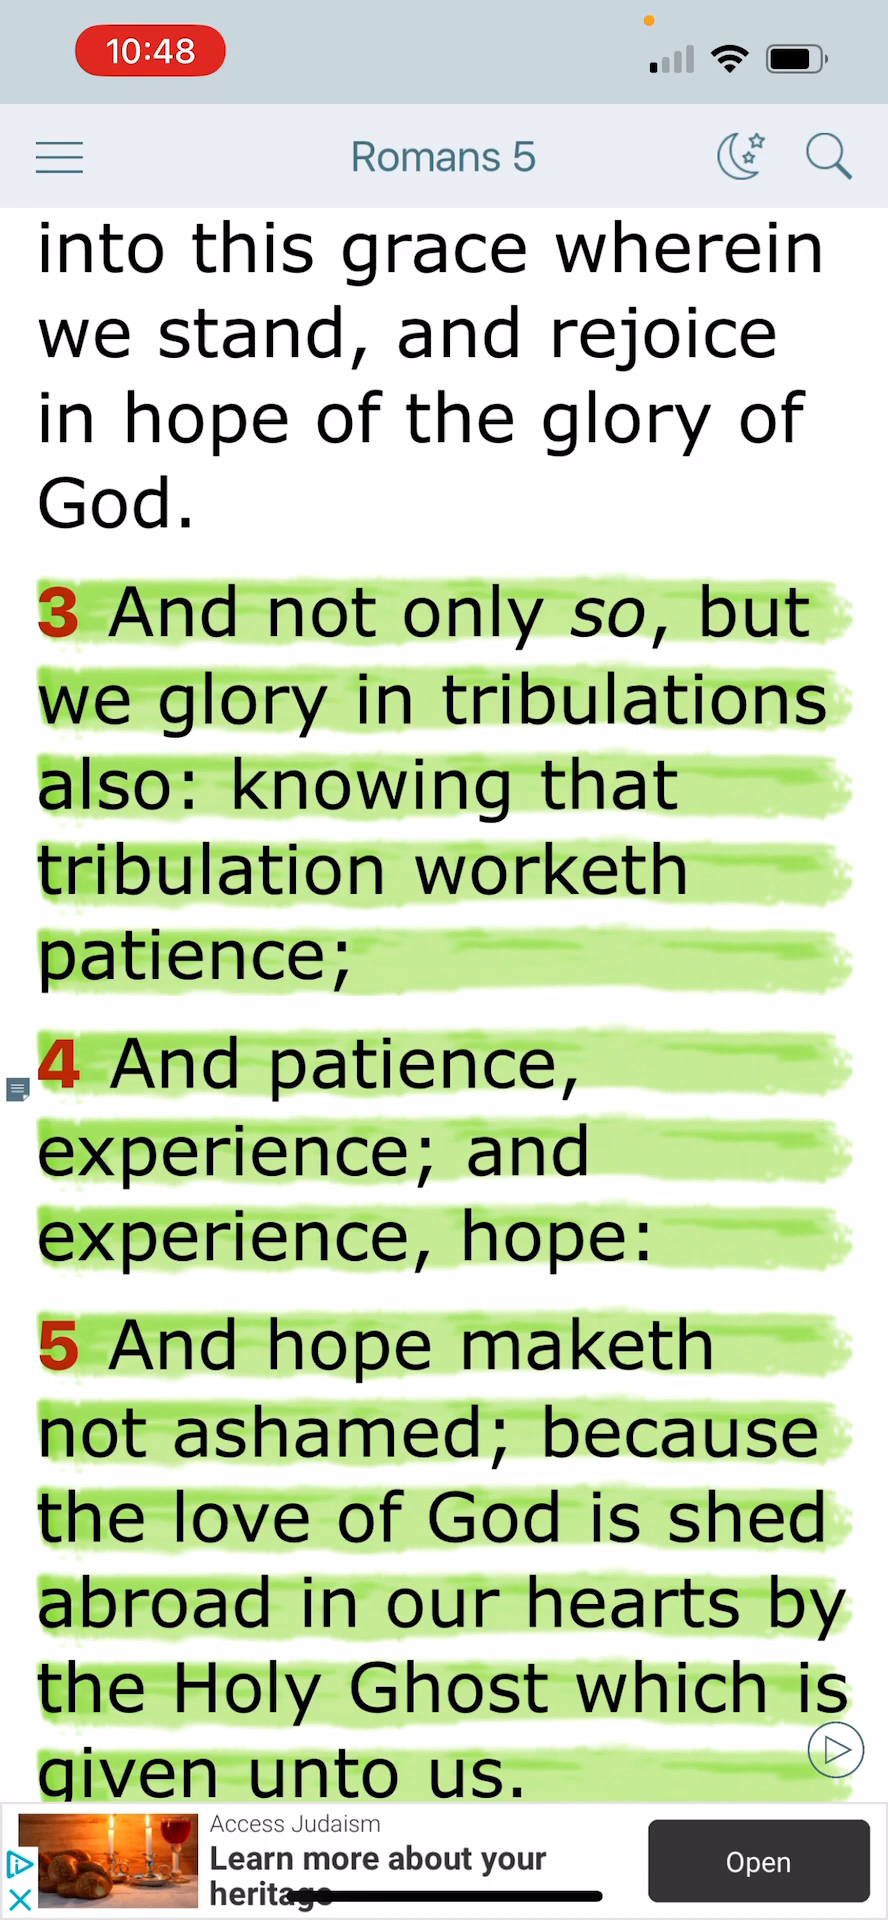 10:48
Romans 5
into this grace wherein
we stand, and rejoice
in hope of the glory of
God.
3 And not only so, but
we glory in tribulations
also: knowing that
tribulation worketh
patience;
4 And patience,
experience; and
experience, hope:
5 And hope maketh
not ashamed; because
the love of God is shed
abroad in our hearts by
the Holy Ghost which is
given unto us.
Access Judaism
Learn more about your
heritage
Open